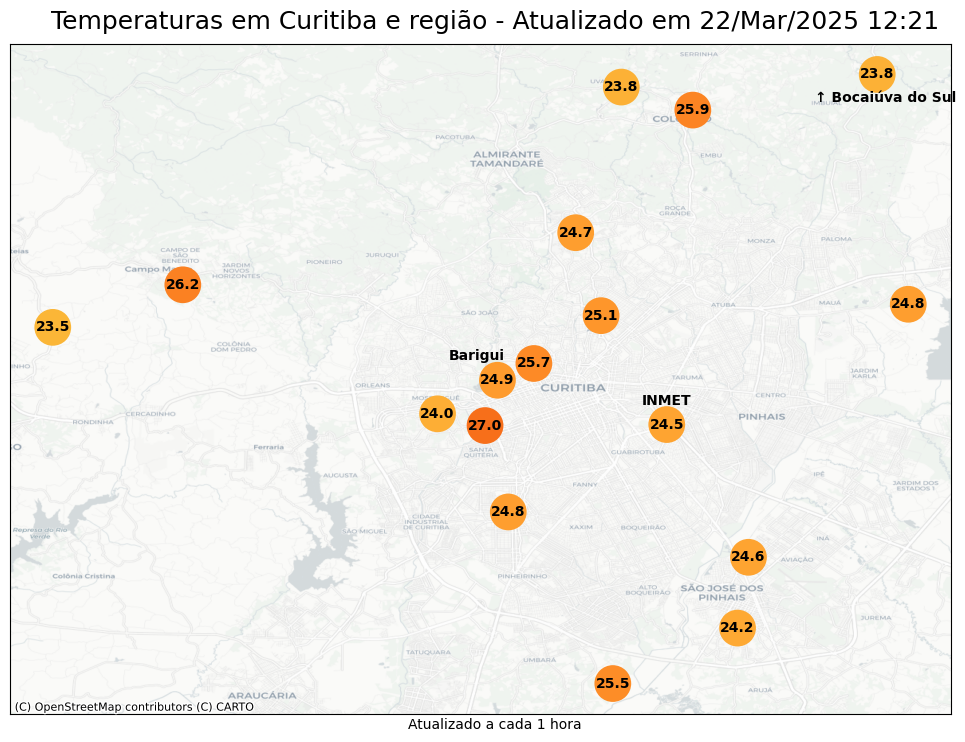 Temperaturas em Curitiba e região - Atualizado em 22/Mar/2025 12:21
SERRINHA
23.8
23.8
↑ Bocaiúva do Sul
25.9
PACOTUBA
ALMIRANTE
TAMANDARÉ
EMBU
ROÇA
GRANDE
24.7
MONZA
PALOMA
CAMPO DE
SÃO
BENEDITO
JURUQUI
PIONEIRO
JARDIM
NOVOS
HORIZONTES
26.2
24.8
MAUÁ
ATUBA
SÃO JOÃO
25.1
23.5
COLÔNIA
DOM PEDRO
Barigui
25.7
24.9
CURITIBA
TARUMÃ
JARDIM
KARLA
ORLEANS
CENTRO
INMET
24.0
27.0
24.5
PINHAIS
CERCADINHO
RONDINHA
Ferraria
SANTA
QUITÉRIA
GUABIROTUBA
AUGUSTA
IPÊ
FANNY
JARDIM DOS
ESTADOS I
24.8
CIDADE
INDUSTRIAL
DE CURITIBA
SÃO MIGUEL
XAXIM
BOQUEIRÃO
Represa do Rio
Verde
INÁ
24.6
AVIAÇÃO
Colônia Cristina
PINHEIRINHO
ALTO
BOQUEIRÃO
SÃO JOSÉ DOS
PINHAIS
JUREMA
24.2
TATUQUARA
UMBARÁ
25.5
ARUJÁ
ARAUCÁRIA
(C) OpenStreetMap contributors (C) CARTO
Atualizado a cada 1 hora